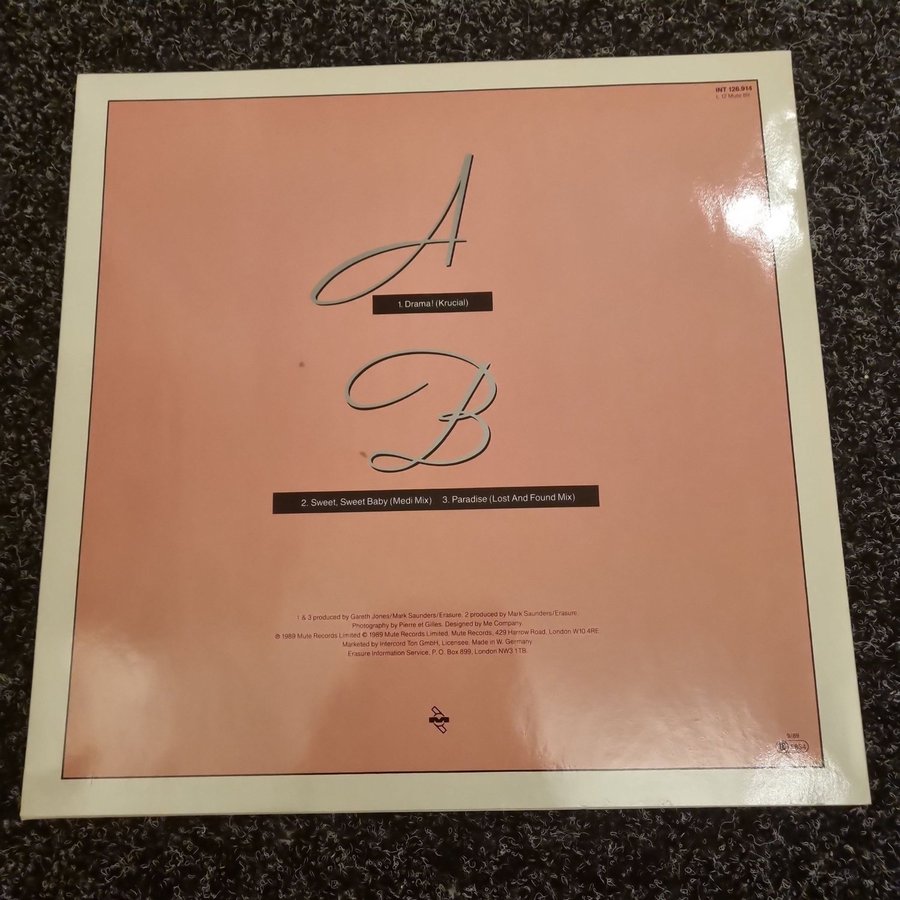 INT 126.914
A
1. Drama! (Krucial)
B
2. Sweet, Sweet Baby (Medi Mix) 3. Paradise (Lost And Found Mix)
1 & 3 produced by Gareth Jones/Mark Saunders/Erasure. 2 produced by Mark Saunders/Erasure.
Photography by Pierre et Gilles. Designed by Me Company.
℗ 1989 Mute Records Limited © 1989 Mute Records Limited. Mute Records, 429 Harrow Road, London W10 4RE.
Marketed by Intercord Ton GmbH, Licensee. Made in W. Germany
Erasure Information Service, P.O. Box 899, London NW3 1TB.
9/89